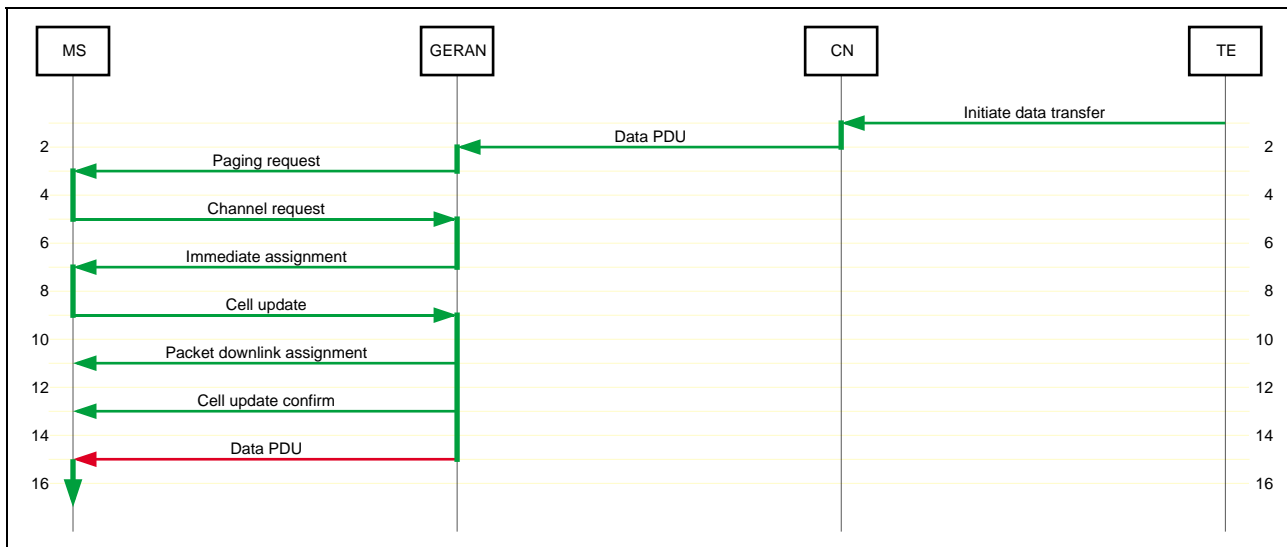 MS GERAN CN TE
Initiate data transfer
2 Data PDU 2
Paging request
4 4
Channel request
6 6
Immediate assignment
8 8
Cell update
10 10
Packet downlink assignment
12 12
Cell update confirm
14 14
Data PDU
16 16